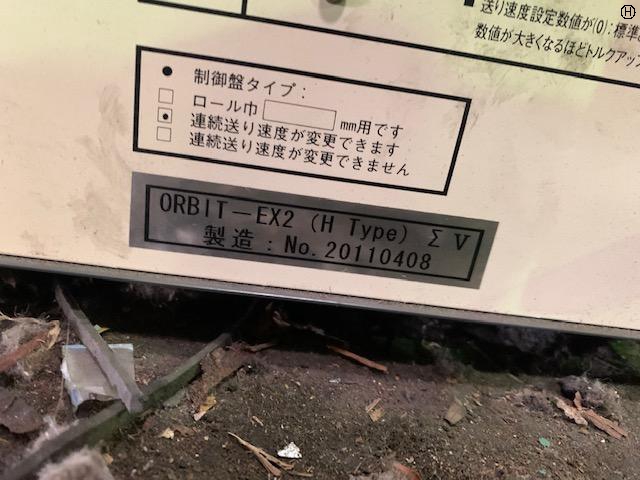 送り速度設定数値が(0):標準
数値が大きくなるほどトルクアップ
● 制御盤タイプ:
□ ロール巾 mm用です
連続送り速度が変更できます
□ 連続送り速度が変更できません
ORBIT-EX2 (H Type) Σ V
製造:No.20110408
H